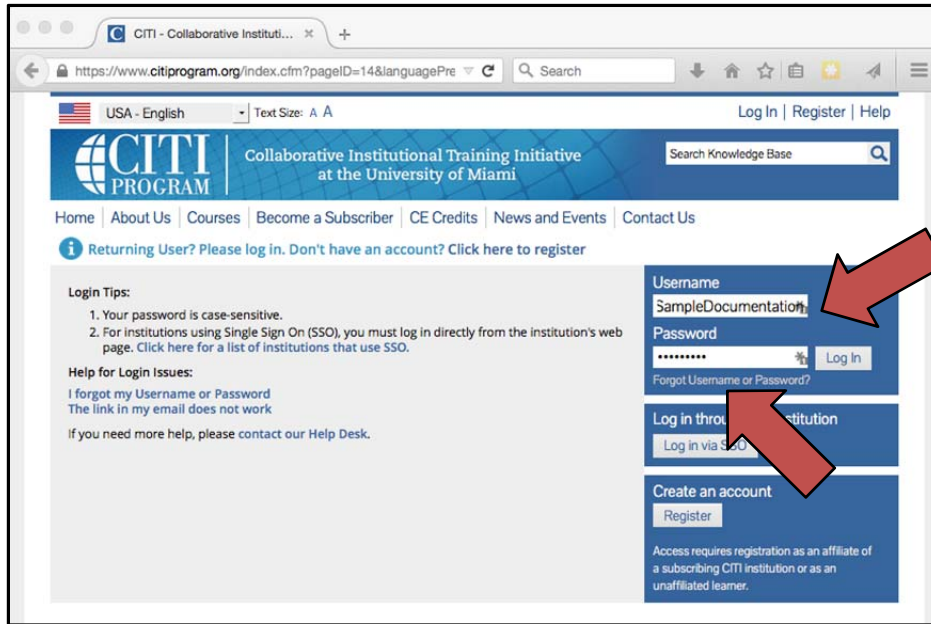 CITI - Collaborative Instituti...
https://www.citiprogram.org/index.cfm?pageID=14&languagePre
Search
USA - English
Text Size: A A
Log In | Register | Help
CITI
PROGRAM
Collaborative Institutional Training Initiative
at the University of Miami
Search Knowledge Base
Home | About Us | Courses | Become a Subscriber | CE Credits | News and Events | Contact Us
Returning User? Please log in. Don't have an account? Click here to register
Login Tips:
1. Your password is case-sensitive.
2. For institutions using Single Sign On (SSO), you must log in directly from the institution's web
page. Click here for a list of institutions that use SSO.
Help for Login Issues:
I forgot my Username or Password
The link in my email does not work
If you need more help, please contact our Help Desk.
Username
SampleDocumentation
Password
•••••••••
Log In
Forgot Username or Password?
Log in
Log in via SSO
Create an account
Register
Access requires registration as an affiliate of
a subscribing CITI institution or as an
unaffiliated learner.